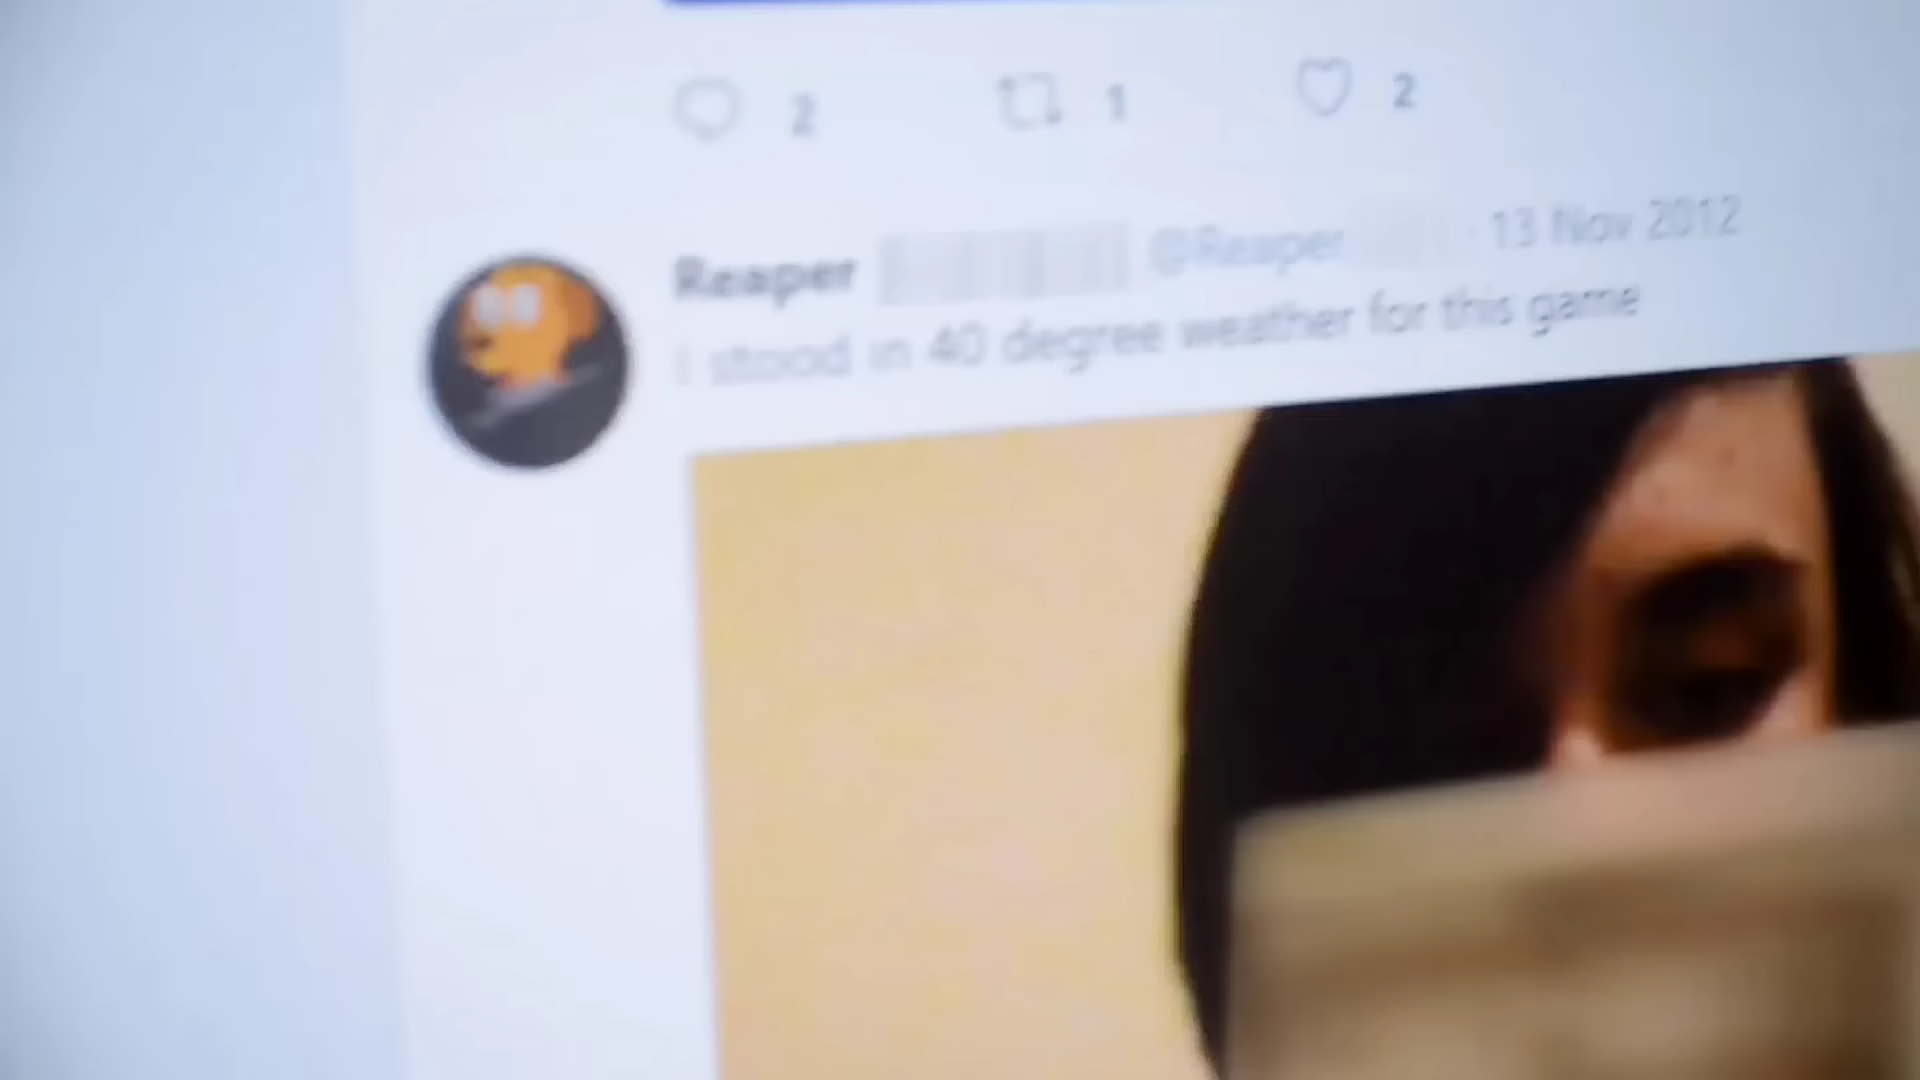 2 1 2
Reaper @Reaper · 13 Nov 2012
I stood in 40 degree weather for this game